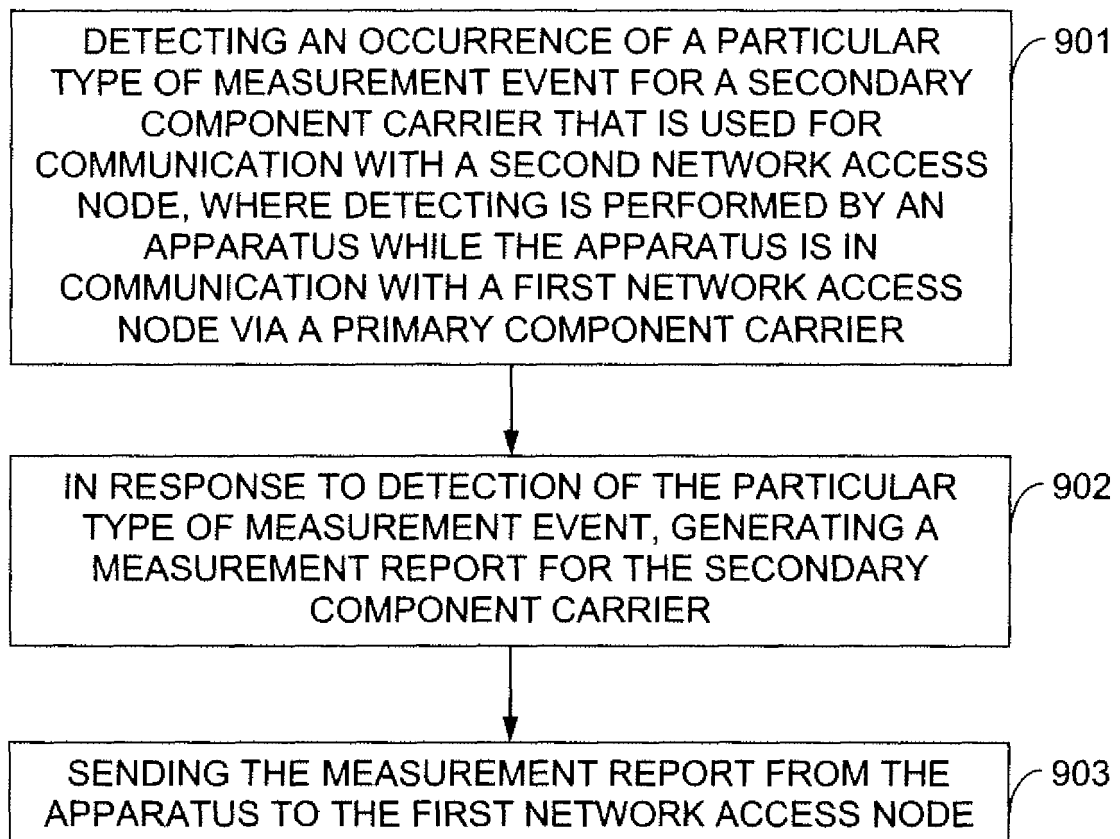 DETECTING AN OCCURRENCE OF A PARTICULAR
TYPE OF MEASUREMENT EVENT FOR A SECONDARY
COMPONENT CARRIER THAT IS USED FOR
COMMUNICATION WITH A SECOND NETWORK ACCESS
NODE, WHERE DETECTING IS PERFORMED BY AN
APPARATUS WHILE THE APPARATUS IS IN
COMMUNICATION WITH A FIRST NETWORK ACCESS
NODE VIA A PRIMARY COMPONENT CARRIER
901
IN RESPONSE TO DETECTION OF THE PARTICULAR
TYPE OF MEASUREMENT EVENT, GENERATING A
MEASUREMENT REPORT FOR THE SECONDARY
COMPONENT CARRIER
902
SENDING THE MEASUREMENT REPORT FROM THE
APPARATUS TO THE FIRST NETWORK ACCESS NODE
903